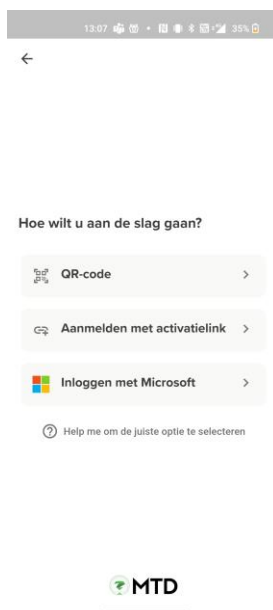 13:07 35%
Hoe wilt u aan de slag gaan?
QR-code
Aanmelden met activatielink
Inloggen met Microsoft
Help me om de juiste optie te selecteren
MTD